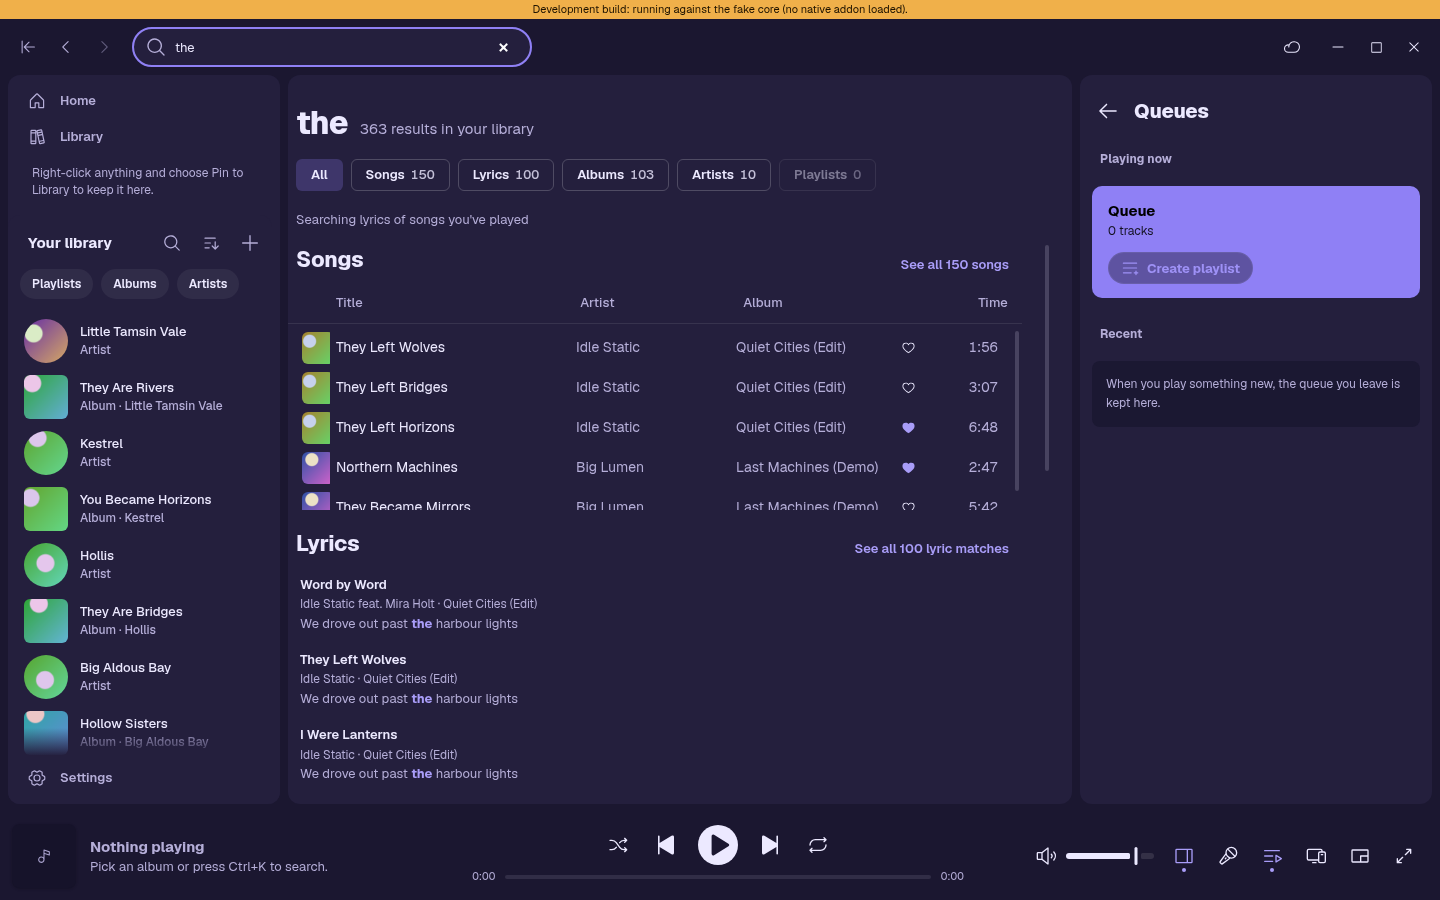 Development build: running against the fake core (no native addon loaded).
the
Home
Library
Right-click anything and choose Pin to
Library to keep it here.
Your library
Playlists
Albums
Artists
Little Tamsin Vale
Artist
They Are Rivers
Album · Little Tamsin Vale
Kestrel
Artist
You Became Horizons
Album · Kestrel
Hollis
Artist
They Are Bridges
Album · Hollis
Big Aldous Bay
Artist
Hollow Sisters
Album · Big Aldous Bay
Settings
the 363 results in your library
All
Songs 150
Lyrics 100
Albums 103
Artists 10
Playlists 0
Searching lyrics of songs you've played
Songs
See all 150 songs
Title Artist Album Time
They Left Wolves Idle Static Quiet Cities (Edit) 1:56
They Left Bridges Idle Static Quiet Cities (Edit) 3:07
They Left Horizons Idle Static Quiet Cities (Edit) 6:48
Northern Machines Big Lumen Last Machines (Demo) 2:47
They Became Mirrors Big Lumen Last Machines (Demo) 5:42
Lyrics
See all 100 lyric matches
Word by Word
Idle Static feat. Mira Holt · Quiet Cities (Edit)
We drove out past the harbour lights
They Left Wolves
Idle Static · Quiet Cities (Edit)
We drove out past the harbour lights
I Were Lanterns
Idle Static · Quiet Cities (Edit)
We drove out past the harbour lights
Queues
Playing now
Queue
0 tracks
Create playlist
Recent
When you play something new, the queue you leave is
kept here.
Nothing playing
Pick an album or press Ctrl+K to search.
0:00
0:00